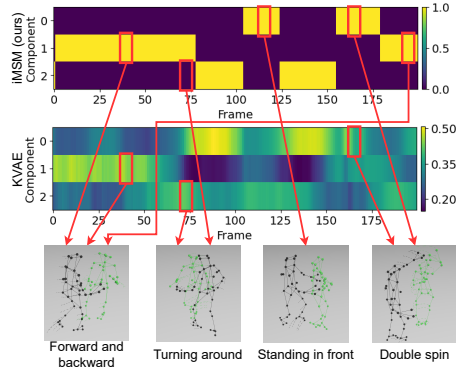 iMSM (ours)
Component
0
1
2
0 25 50 75 100 125 150 175
Frame
1.0
0.5
0.0
KVAE
Component
0
1
2
0 25 50 75 100 125 150 175
Frame
0.50
0.40
0.20
Forward and
backward
Turning around
Standing in front
Double spin